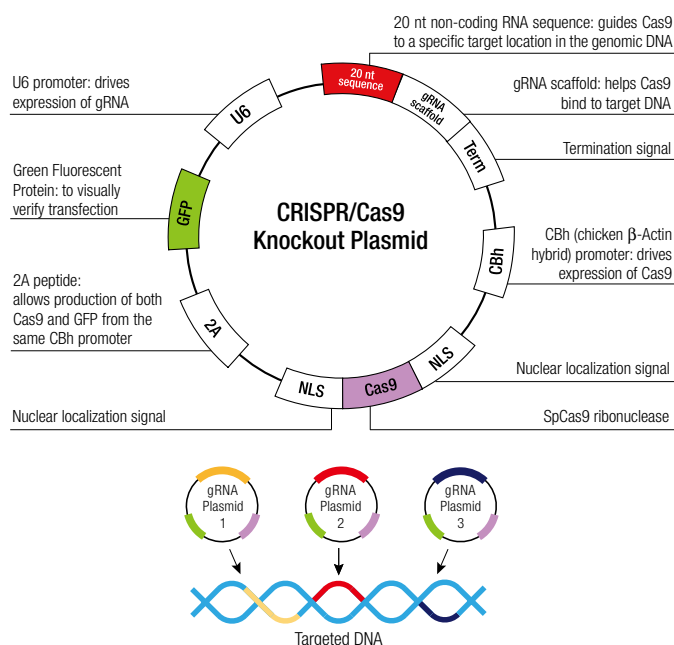 20 nt non-coding RNA sequence: guides Cas9
to a specific target location in the genomic DNA
U6 promoter: drives
expression of gRNA
gRNA scaffold: helps Cas9
bind to target DNA
Termination signal
Green Fluorescent
Protein: to visually
verify transfection
CBh (chicken β-Actin
hybrid) promoter: drives
expression of Cas9
2A peptide:
allows production of both
Cas9 and GFP from the
same CBh promoter
Nuclear localization signal
Nuclear localization signal
SpCas9 ribonuclease
20 nt
sequence
gRNA
scaffold
Term
CBh
NLS
Cas9
NLS
2A
GFP
U6
CRISPR/Cas9
Knockout Plasmid
gRNA
Plasmid
1
gRNA
Plasmid
2
gRNA
Plasmid
3
Targeted DNA